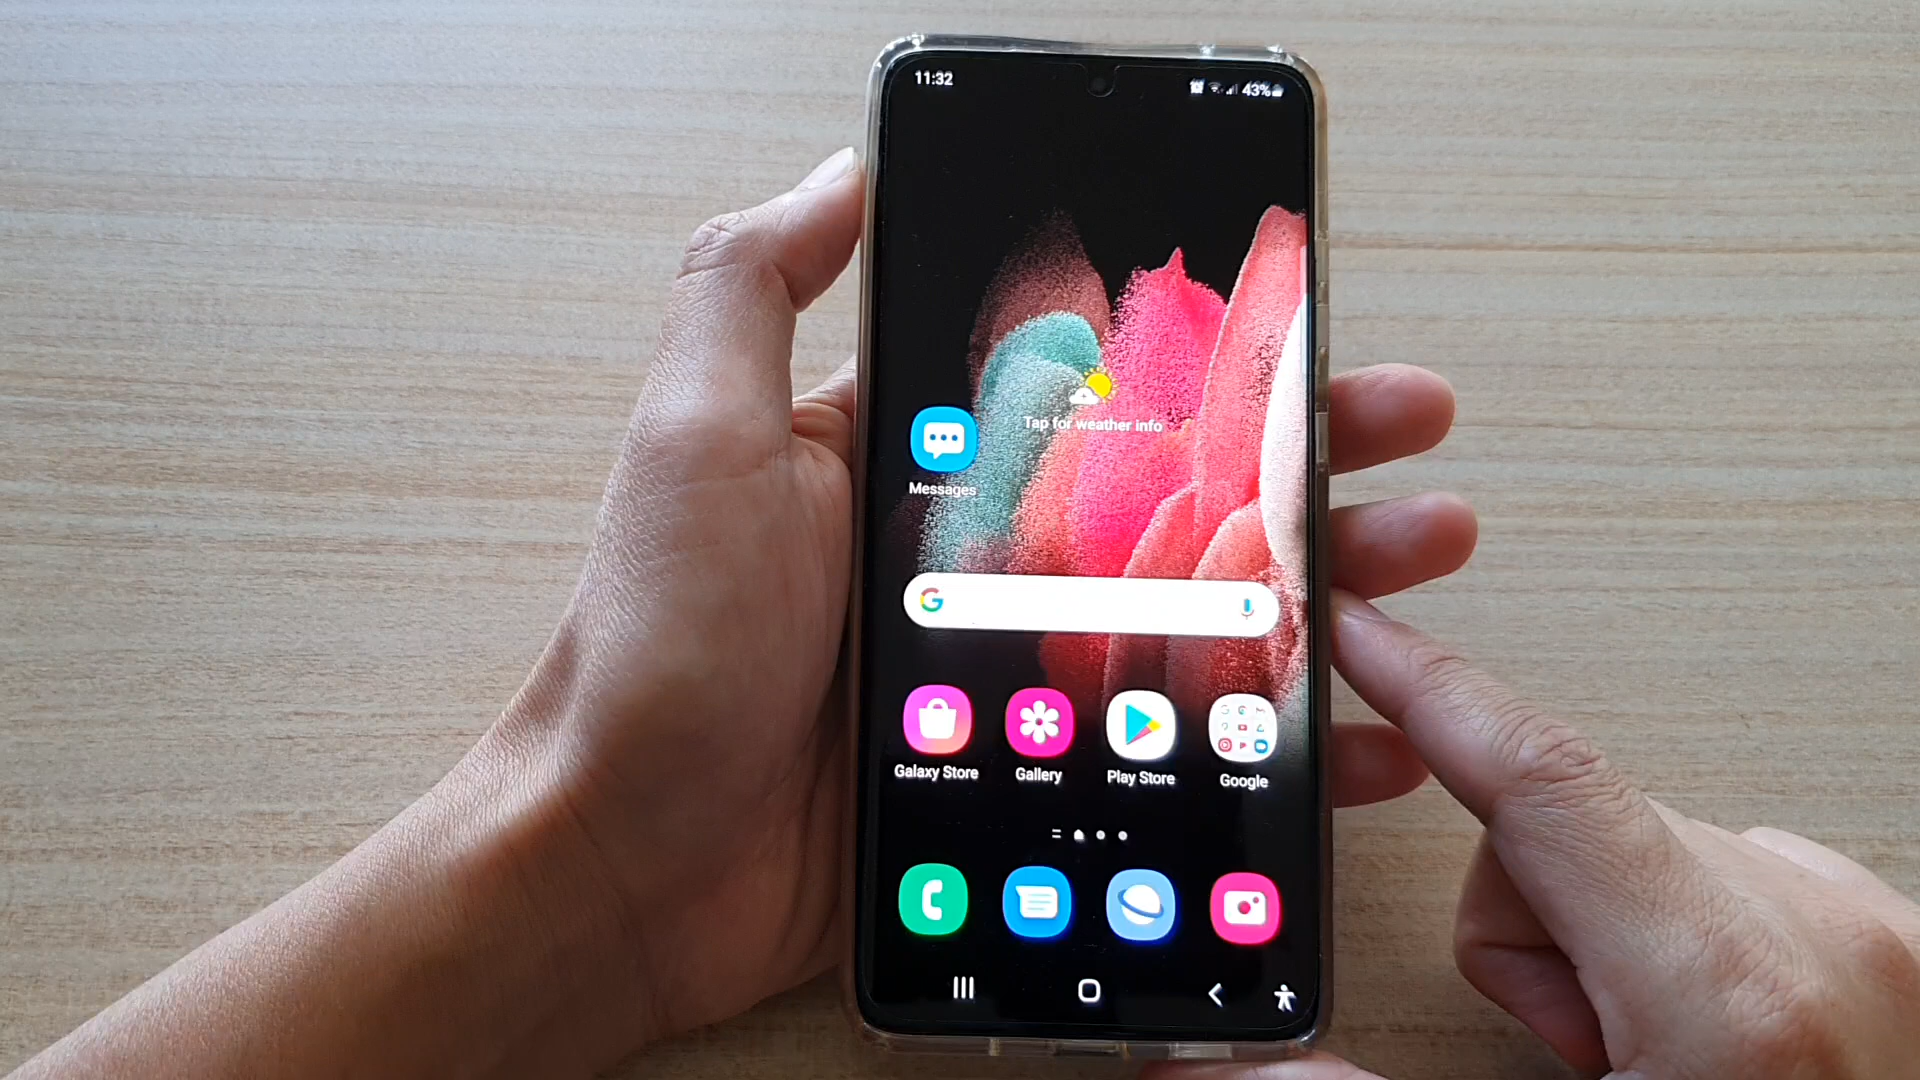 11:32
43%
Tap for weather info
Messages
G
Galaxy Store
Gallery
Play Store
Google